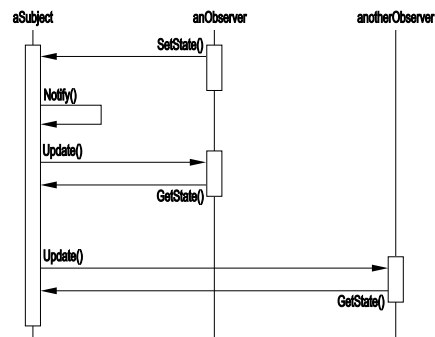 aSubject anObserver anotherObserver
SetState()
Notify()
Update()
GetState()
Update()
GetState()